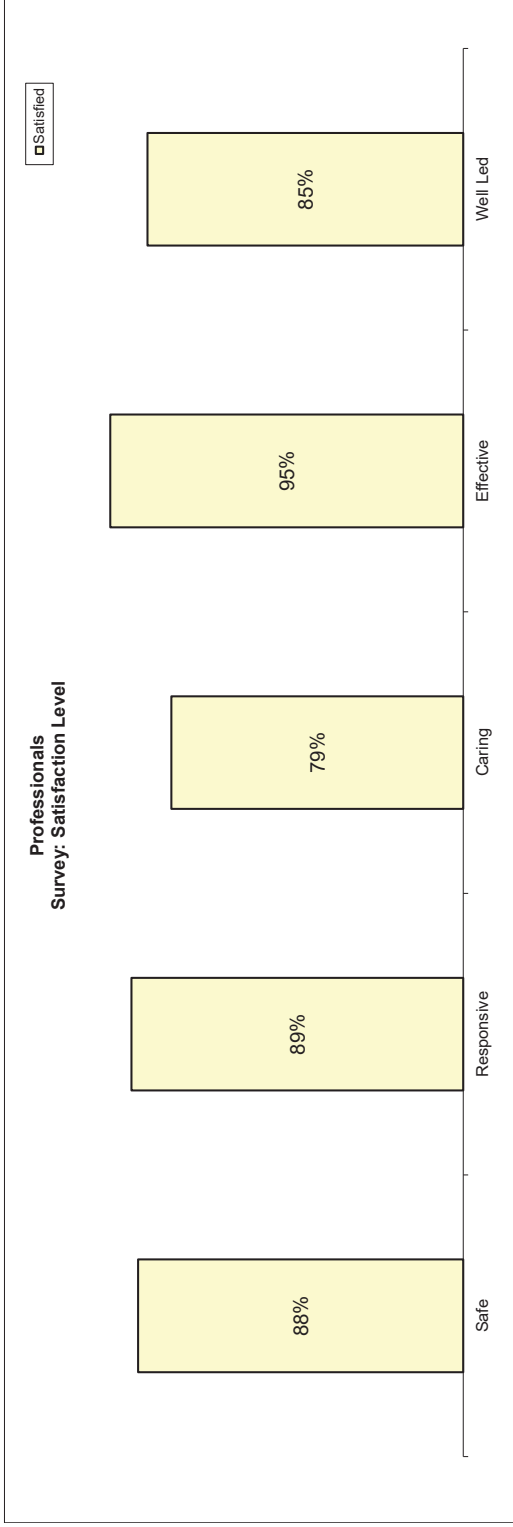 Professionals
Survey: Satisfaction Level
Satisfied
88%
89%
79%
95%
85%
Safe
Responsive
Caring
Effective
Well Led